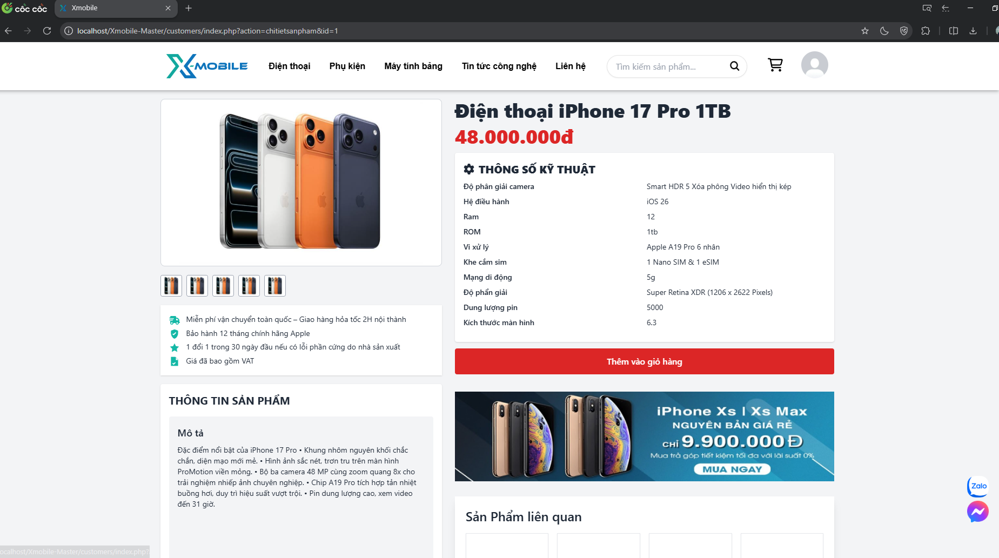 cốc cốc
Xmobile
localhost/Xmobile-Master/customers/index.php?action=chitietsanpham&id=1
X-MOBILE
Điện thoại
Phụ kiện
Máy tính bảng
Tin tức công nghệ
Liên hệ
Tìm kiếm sản phẩm...
Điện thoại iPhone 17 Pro 1TB
48.000.000đ
THÔNG SỐ KỸ THUẬT
Độ phân giải camera Smart HDR 5 Xóa phông Video hiển thị kép
Hệ điều hành iOS 26
Ram 12
ROM 1tb
Vi xử lý Apple A19 Pro 6 nhân
Khe cắm sim 1 Nano SIM & 1 eSIM
Mạng di động 5g
Độ phẩn giải Super Retina XDR (1206 x 2622 Pixels)
Dung lượng pin 5000
Kích thước màn hình 6.3
Thêm vào giỏ hàng
Miễn phí vận chuyển toàn quốc – Giao hàng hỏa tốc 2H nội thành
Bảo hành 12 tháng chính hãng Apple
1 đổi 1 trong 30 ngày đầu nếu có lỗi phần cứng do nhà sản xuất
Giá đã bao gồm VAT
THÔNG TIN SẢN PHẨM
Mô tả
Đặc điểm nổi bật của iPhone 17 Pro • Khung nhôm nguyên khối chắc
chắn, diện mạo mới mẻ. • Hình ảnh sắc nét, trơn tru trên màn hình
ProMotion viền mỏng. • Bộ ba camera 48 MP cùng zoom quang 8x cho
trải nghiệm nhiếp ảnh chuyên nghiệp. • Chip A19 Pro tích hợp tản nhiệt
buồng hơi, duy trì hiệu suất vượt trội. • Pin dung lượng cao, xem video
đến 31 giờ.
iPhone Xs | Xs Max
NGUYÊN BẢN GIÁ RẺ
CHỈ 9.900.000Đ
Mua trả góp tiết kiệm tối đa với lãi suất 0%
MUA NGAY
Sản Phẩm liên quan
Zalo
ocalhost/Xmobile-Master/customers/index.php?